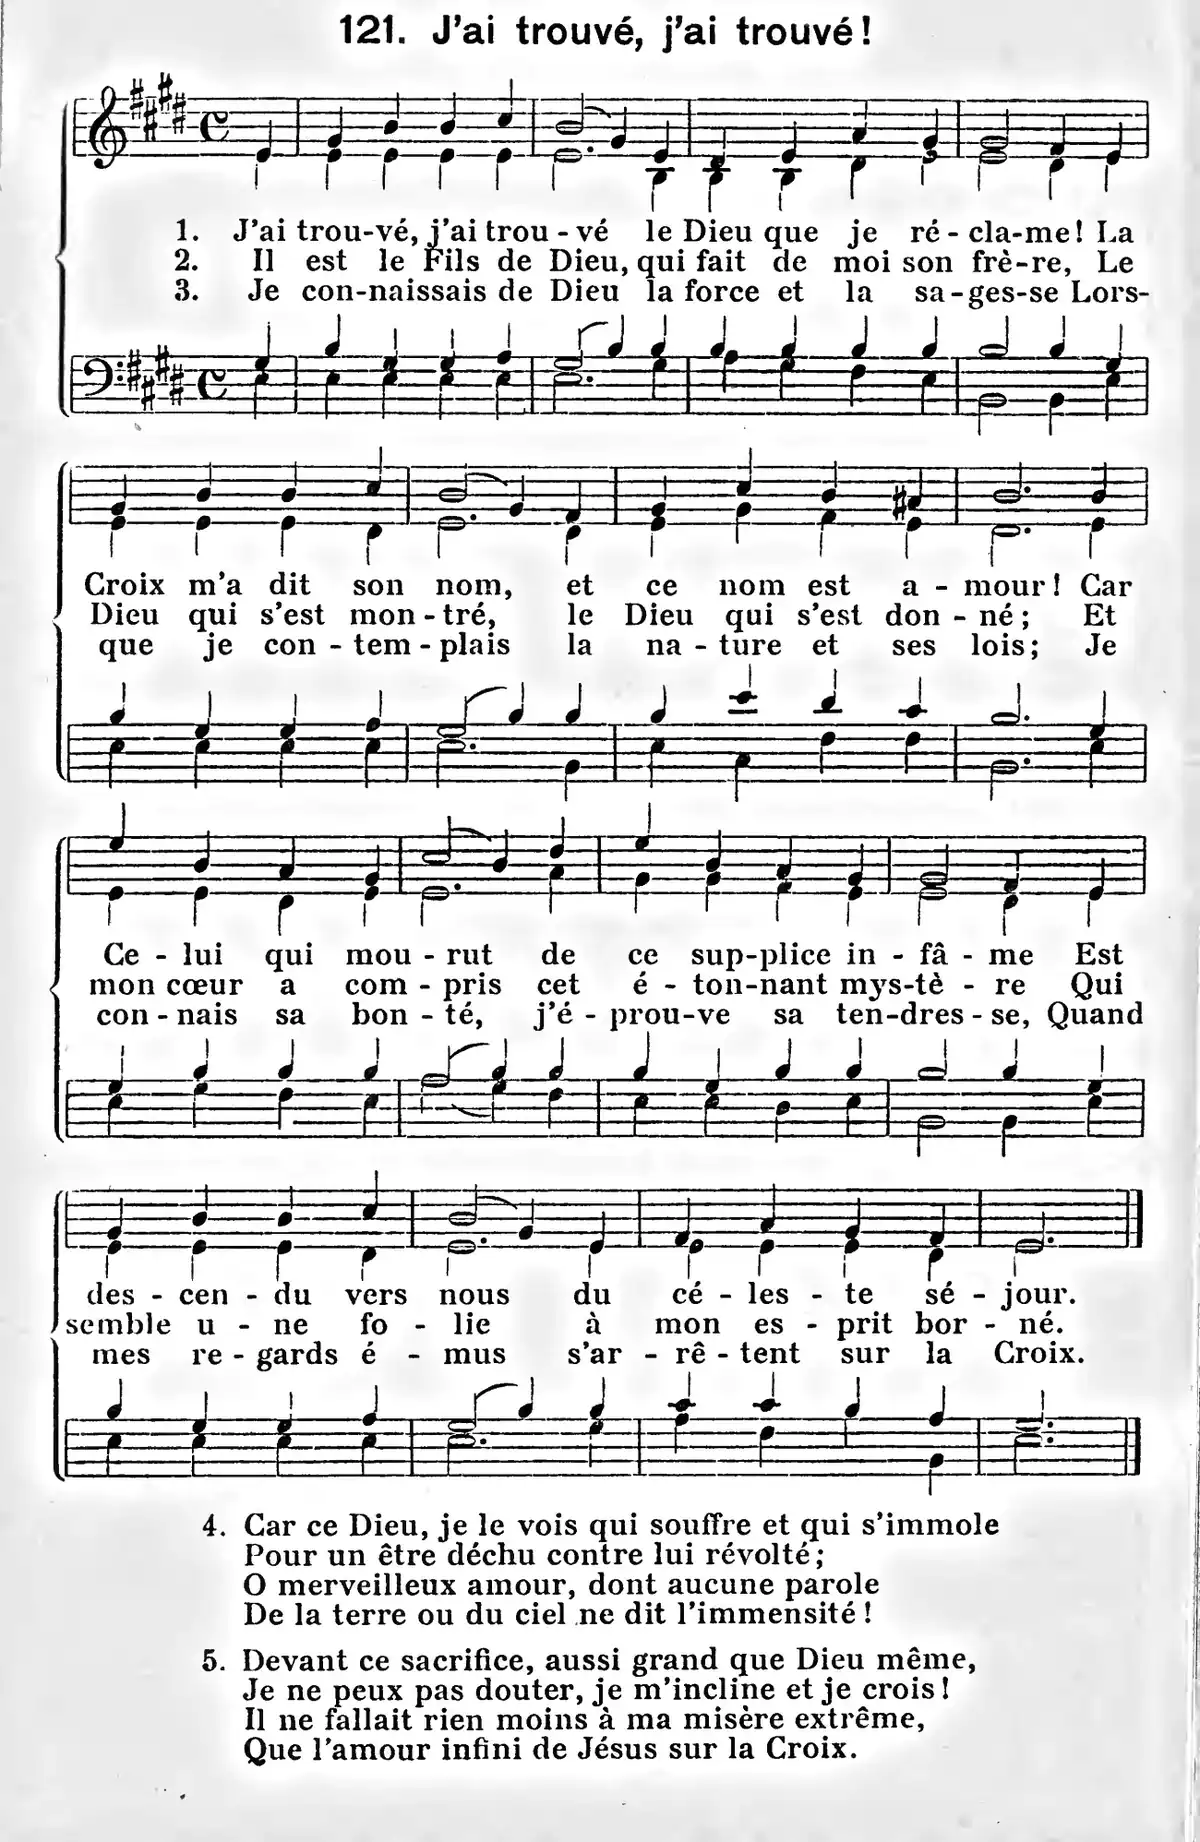 121. J'ai trouvé, j'ai trouvé!
1. J'ai trou-vé, j'ai trou - vé le Dieu que je ré - cla-me! La
2. Il est le Fils de Dieu, qui fait de moi son frè-re, Le
3. Je con-naissais de Dieu la force et la sa-ges-se Lors-
Croix m'a dit son nom, et ce nom est a - mour! Car
Dieu qui s'est mon-tré, le Dieu qui s'est don - né; Et
que je con - tem - plais la na - ture et ses lois; Je
Ce - lui qui mou - rut de ce sup-plice in - fâ - me Est
mon cœur a com - pris cet é - ton-nant mys-tè - re Qui
con - nais sa bon - té, j'é - prou-ve sa ten-dres - se, Quand
des - cen - du vers nous du cé - les - te sé - jour.
semble u - ne fo - lie à mon es - prit bor - né.
mes re - gards é - mus s'ar - rê - tent sur la Croix.
4. Car ce Dieu, je le vois qui souffre et qui s'immole
Pour un être déchu contre lui révolté;
O merveilleux amour, dont aucune parole
De la terre ou du ciel ne dit l'immensité!
5. Devant ce sacrifice, aussi grand que Dieu même,
Je ne peux pas douter, je m'incline et je crois!
Il ne fallait rien moins à ma misère extrême,
Que l'amour infini de Jésus sur la Croix.